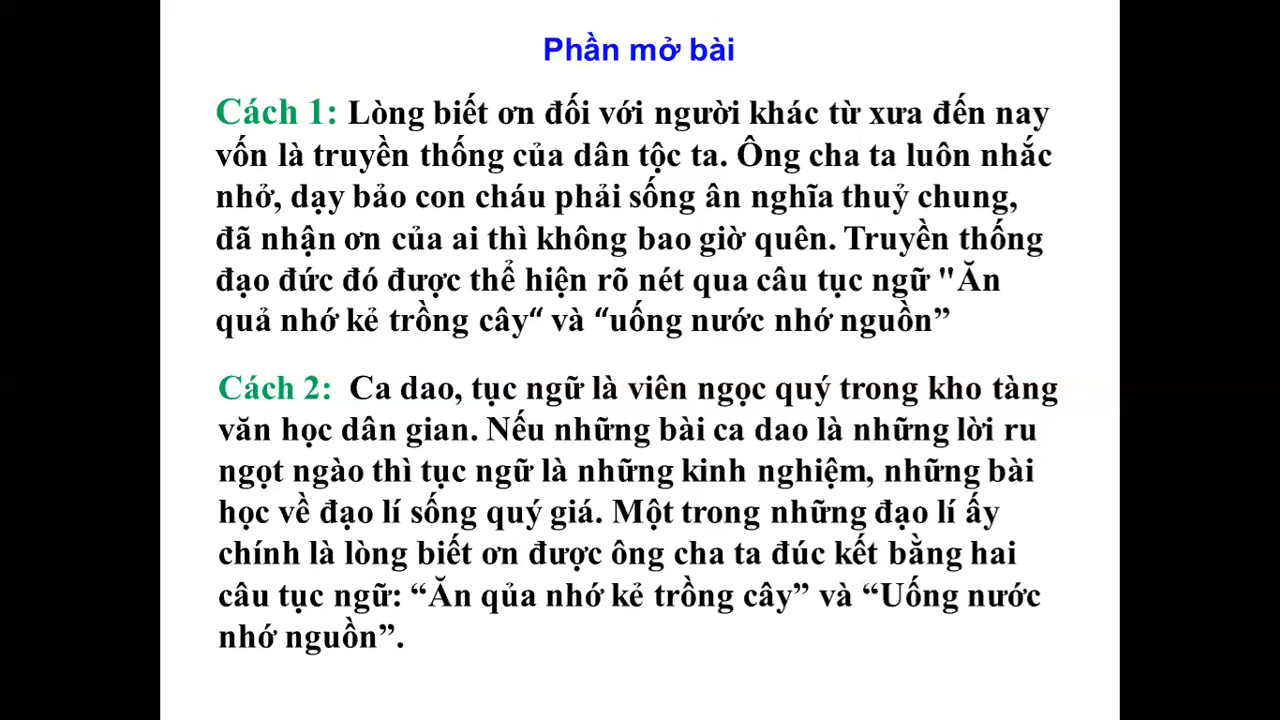 Phần mở bài
Cách 1: Lòng biết ơn đối với người khác từ xưa đến nay
vốn là truyền thống của dân tộc ta. Ông cha ta luôn nhắc
nhở, dạy bảo con cháu phải sống ân nghĩa thuỷ chung,
đã nhận ơn của ai thì không bao giờ quên. Truyền thống
đạo đức đó được thể hiện rõ nét qua câu tục ngữ "Ăn
quả nhớ kẻ trồng cây“ và “uống nước nhớ nguồn”
Cách 2: Ca dao, tục ngữ là viên ngọc quý trong kho tàng
văn học dân gian. Nếu những bài ca dao là những lời ru
ngọt ngào thì tục ngữ là những kinh nghiệm, những bài
học về đạo lí sống quý giá. Một trong những đạo lí ấy
chính là lòng biết ơn được ông cha ta đúc kết bằng hai
câu tục ngữ: “Ăn qủa nhớ kẻ trồng cây” và “Uống nước
nhớ nguồn”.